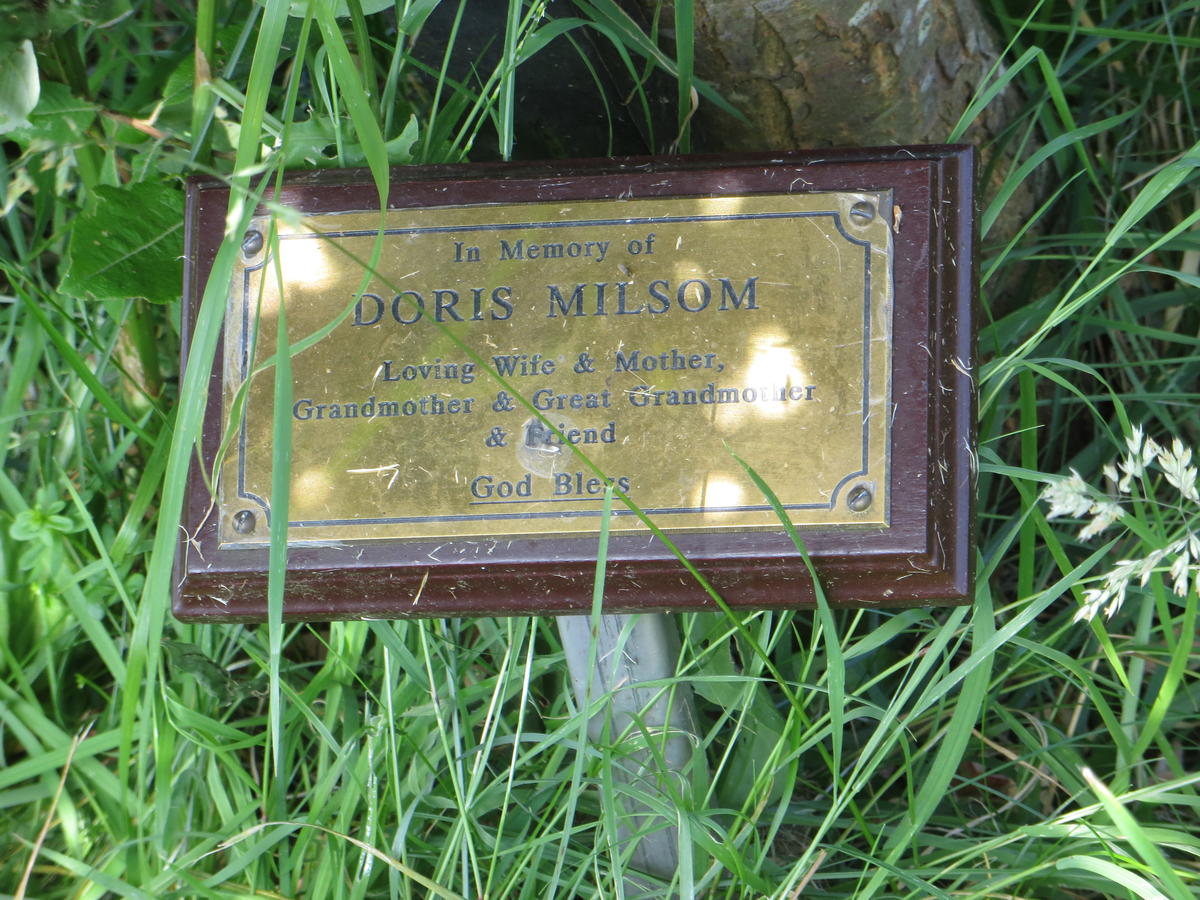 In Memory of
DORIS MILSOM
Loving Wife & Mother,
Grandmother & Great Grandmother
& Friend
God Bless